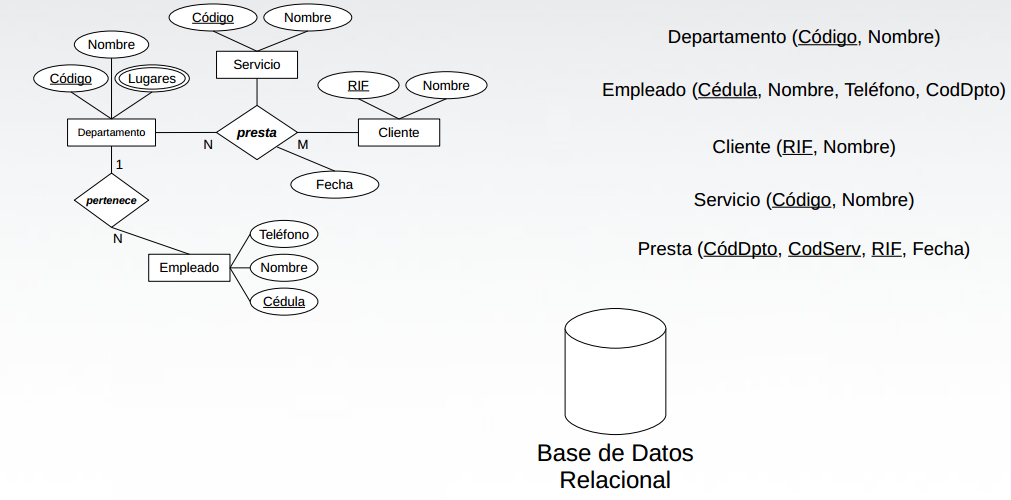 Código
Nombre
Nombre
Servicio
Código
Lugares
RIF
Nombre
Departamento
presta
Cliente
N
M
1
Fecha
pertenece
N
Teléfono
Empleado
Nombre
Cédula
Departamento (Código, Nombre)
Empleado (Cédula, Nombre, Teléfono, CodDpto)
Cliente (RIF, Nombre)
Servicio (Código, Nombre)
Presta (CódDpto, CodServ, RIF, Fecha)
Base de Datos
Relacional